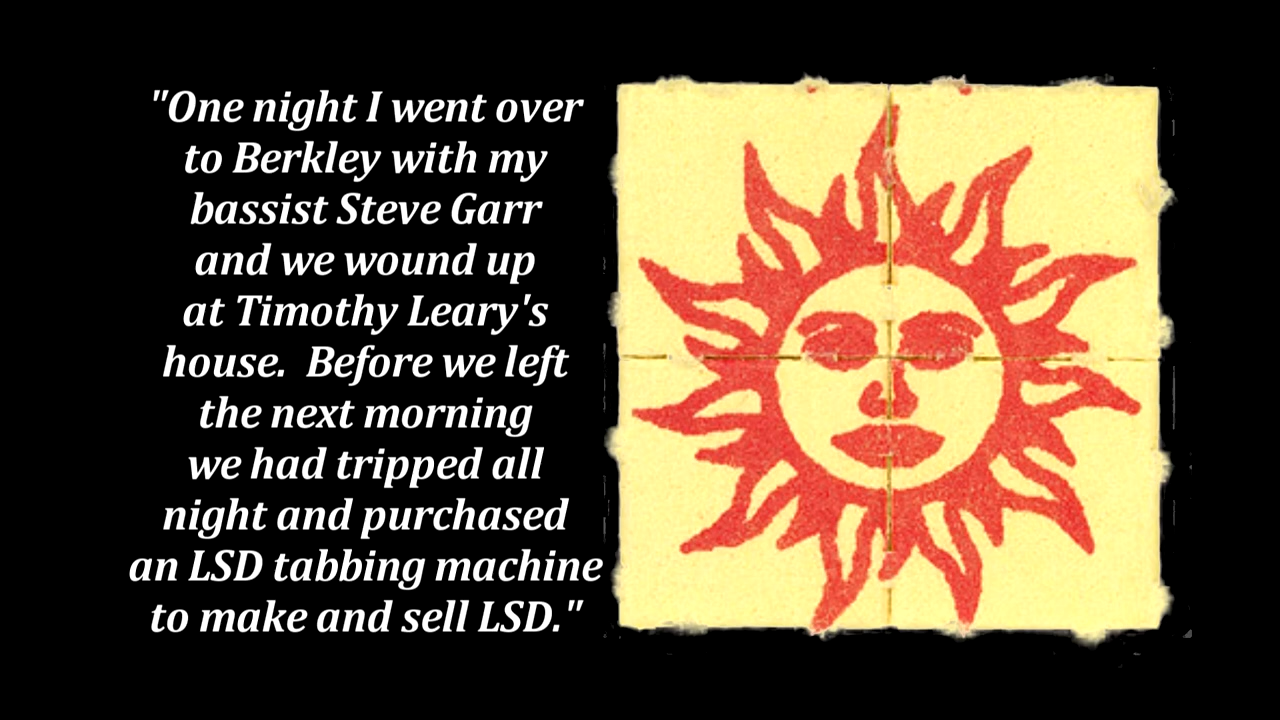 "One night I went over
to Berkley with my
bassist Steve Garr
and we wound up
at Timothy Leary's
house.  Before we left
the next morning
we had tripped all
night and purchased
an LSD tabbing machine
to make and sell LSD."